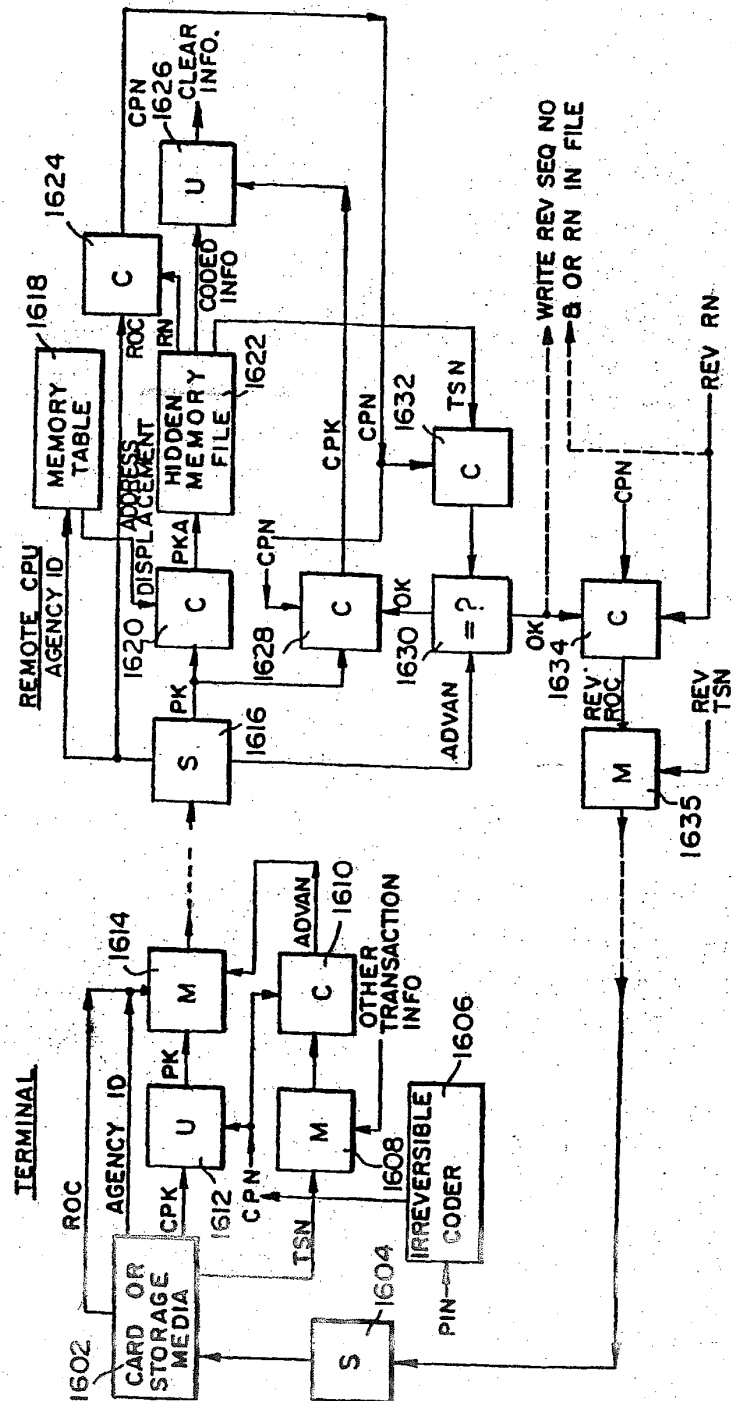 TERMINAL
1602
CARD OR
STORAGE
MEDIA
ROC
AGENCY ID
CPK
TSN
1604
S
PIN
IRREVERSIBLE
CODER
1606
CPN
U
1612
PK
M
1614
M
1608
OTHER
TRANSACTION
INFO
C
1610
ADVAN
REMOTE CPU
AGENCY ID
S
1616
PK
ADVAN
MEMORY
TABLE
1618
ADDRESS
DISPLACEMENT
C
1620
PKA
HIDDEN
MEMORY
FILE
1622
ROC
RN
C
1624
CPN
CODED
INFO
U
1626
CLEAR
INFO.
CPN
C
1628
CPK
CPN
OK
= ?
1630
C
1632
TSN
OK
WRITE REV SEQ NO
& OR RN IN FILE
C
1634
CPN
REV RN
REV.
ROC
M
1635
REV
TSN